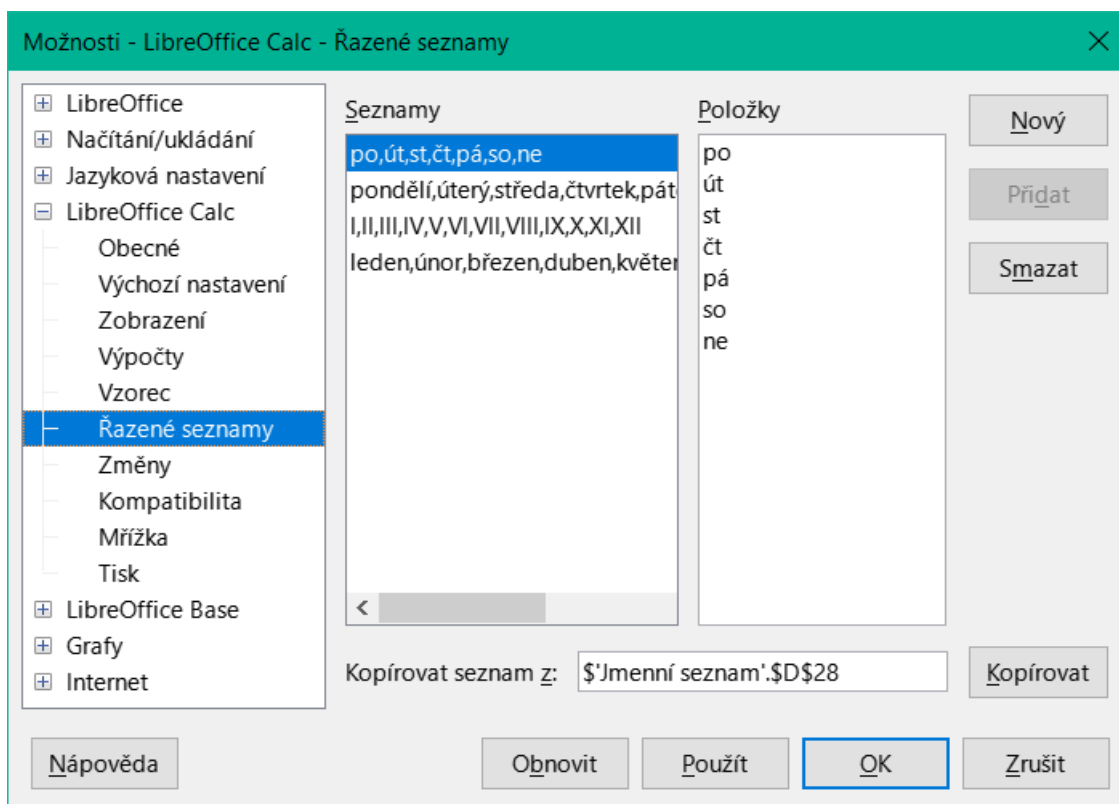 Možnosti - LibreOffice Calc - Řazené seznamy
LibreOffice
Načítání/ukládání
Jazyková nastavení
LibreOffice Calc
Obecné
Výchozí nastavení
Zobrazení
Výpočty
Vzorec
Řazené seznamy
Změny
Kompatibilita
Mřížka
Tisk
LibreOffice Base
Grafy
Internet
Seznamy
po,út,st,čt,pá,so,ne
pondělí,úterý,středa,čtvrtek,páte
I,II,III,IV,V,VI,VII,VIII,IX,X,XI,XII
leden,únor,březen,duben,květen
Položky
po
út
st
čt
pá
so
ne
Nový
Přidat
Smazat
Kopírovat seznam z: $'Jmenní seznam'.$D$28 Kopírovat
Nápověda Obnovit Použít OK Zrušit